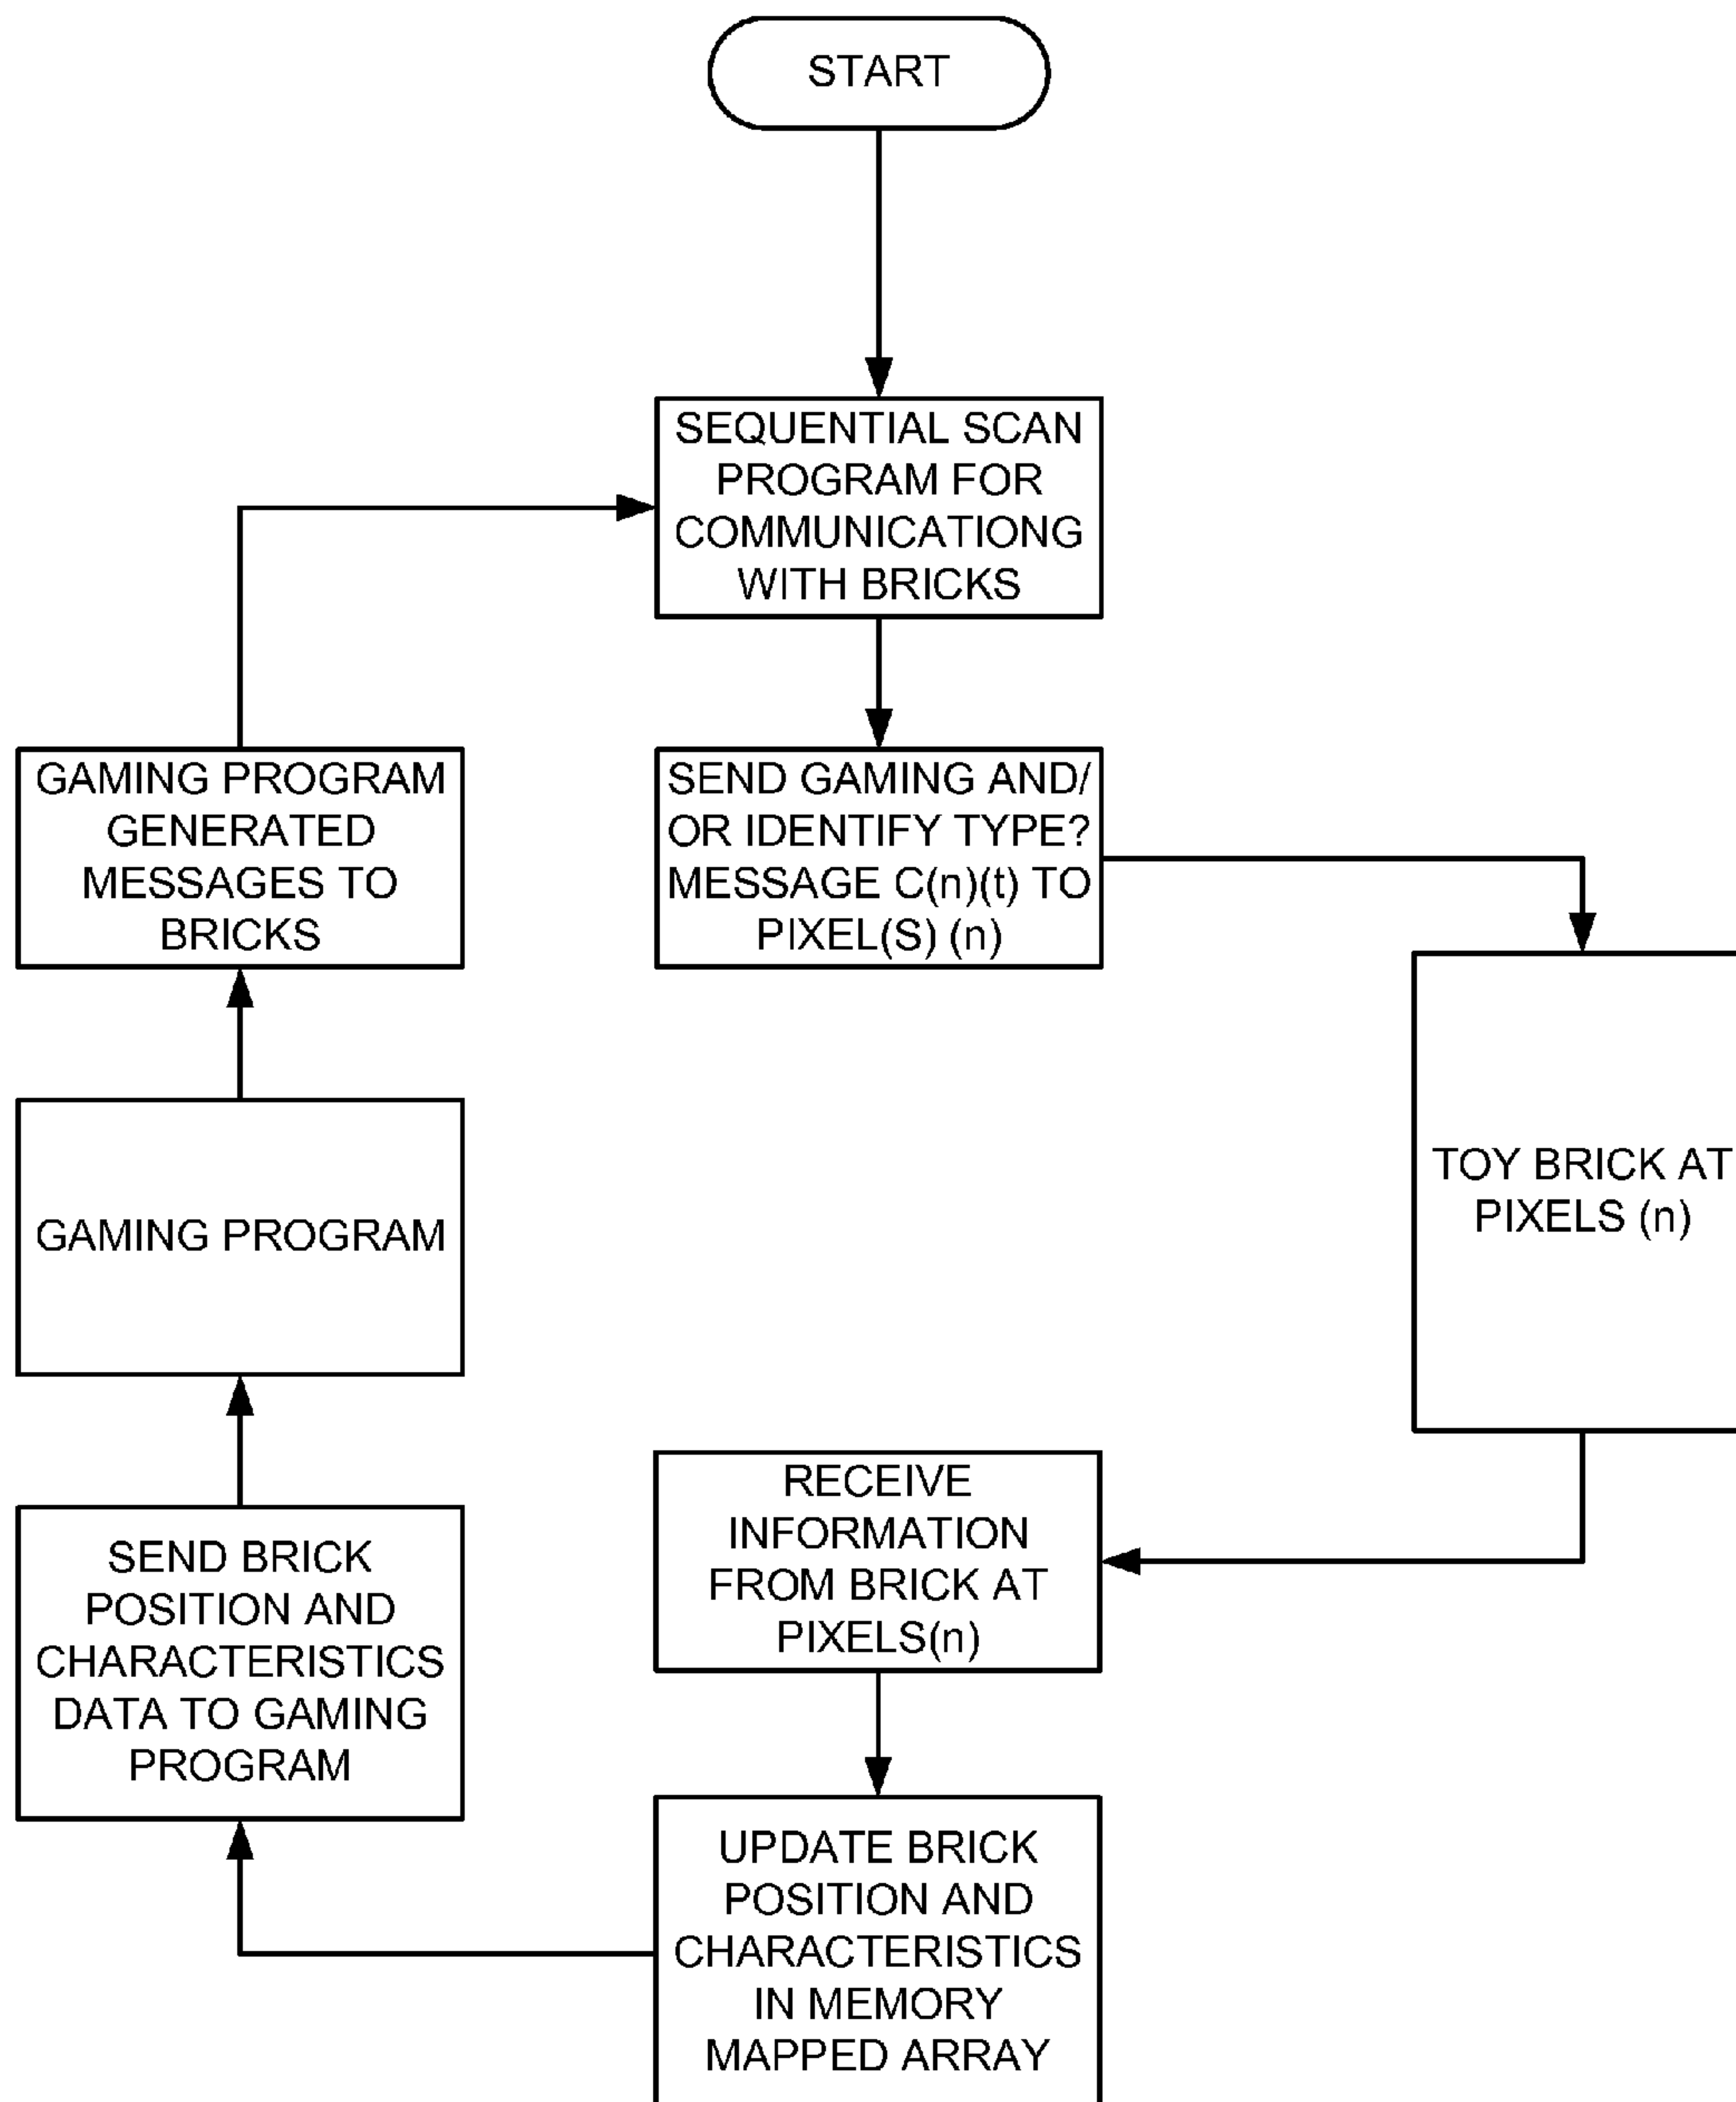 START
SEQUENTIAL SCAN
PROGRAM FOR
COMMUNICATIONG
WITH BRICKS
GAMING PROGRAM
GENERATED
MESSAGES TO
BRICKS
SEND GAMING AND/
OR IDENTIFY TYPE?
MESSAGE C(n)(t) TO
PIXEL(S) (n)
TOY BRICK AT
PIXELS (n)
GAMING PROGRAM
RECEIVE
INFORMATION
FROM BRICK AT
PIXELS(n)
SEND BRICK
POSITION AND
CHARACTERISTICS
DATA TO GAMING
PROGRAM
UPDATE BRICK
POSITION AND
CHARACTERISTICS
IN MEMORY
MAPPED ARRAY